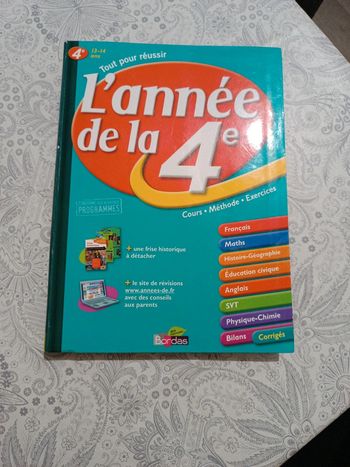 4e 13-14 ans
Tout pour réussir
L'année
de la 4e
Cours • Méthode • Exercices
PROGRAMMES
+ une frise historique
à détacher
+ le site de révisions
www.annees-de.fr
avec des conseils
aux parents
Français
Maths
Histoire-Géographie
Éducation civique
Anglais
SVT
Physique-Chimie
Bilans Corrigés
Bordas